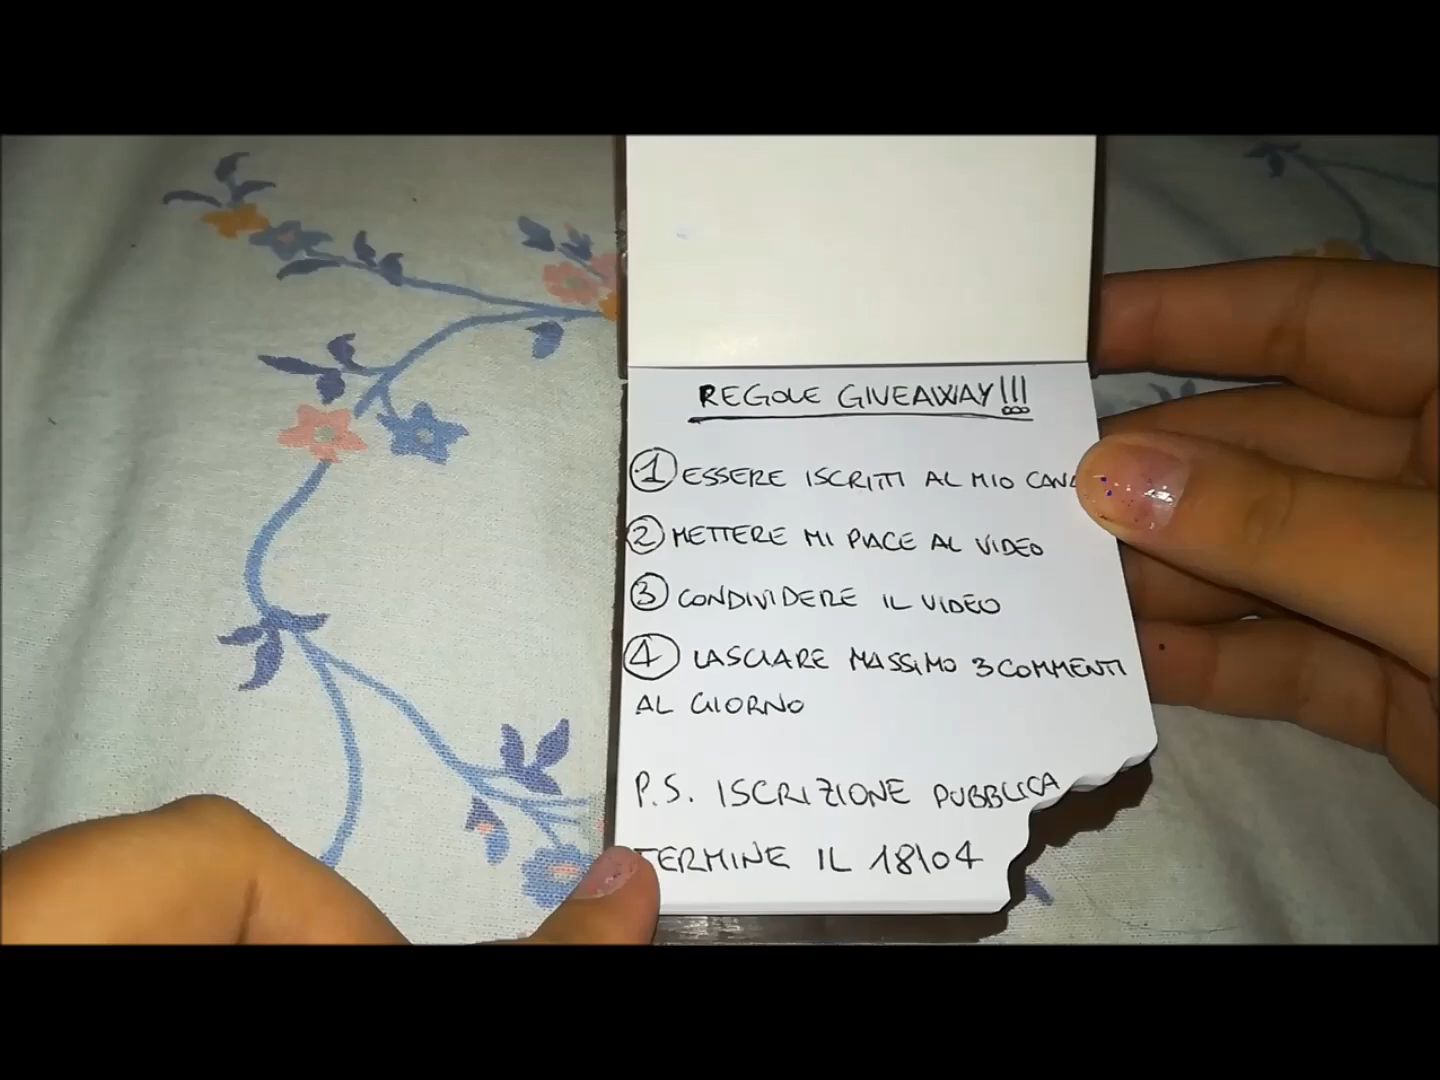 REGOLE GIVEAWAY!!!
1 ESSERE ISCRITTI AL MIO
2 METTERE MI PIACE AL VIDEO
3 CONDIVIDERE IL VIDEO
4 LASCIARE MASSIMO 3 COMMENTI
AL GIORNO
P.S. ISCRIZIONE PUBBLICA
TERMINE IL 18\04